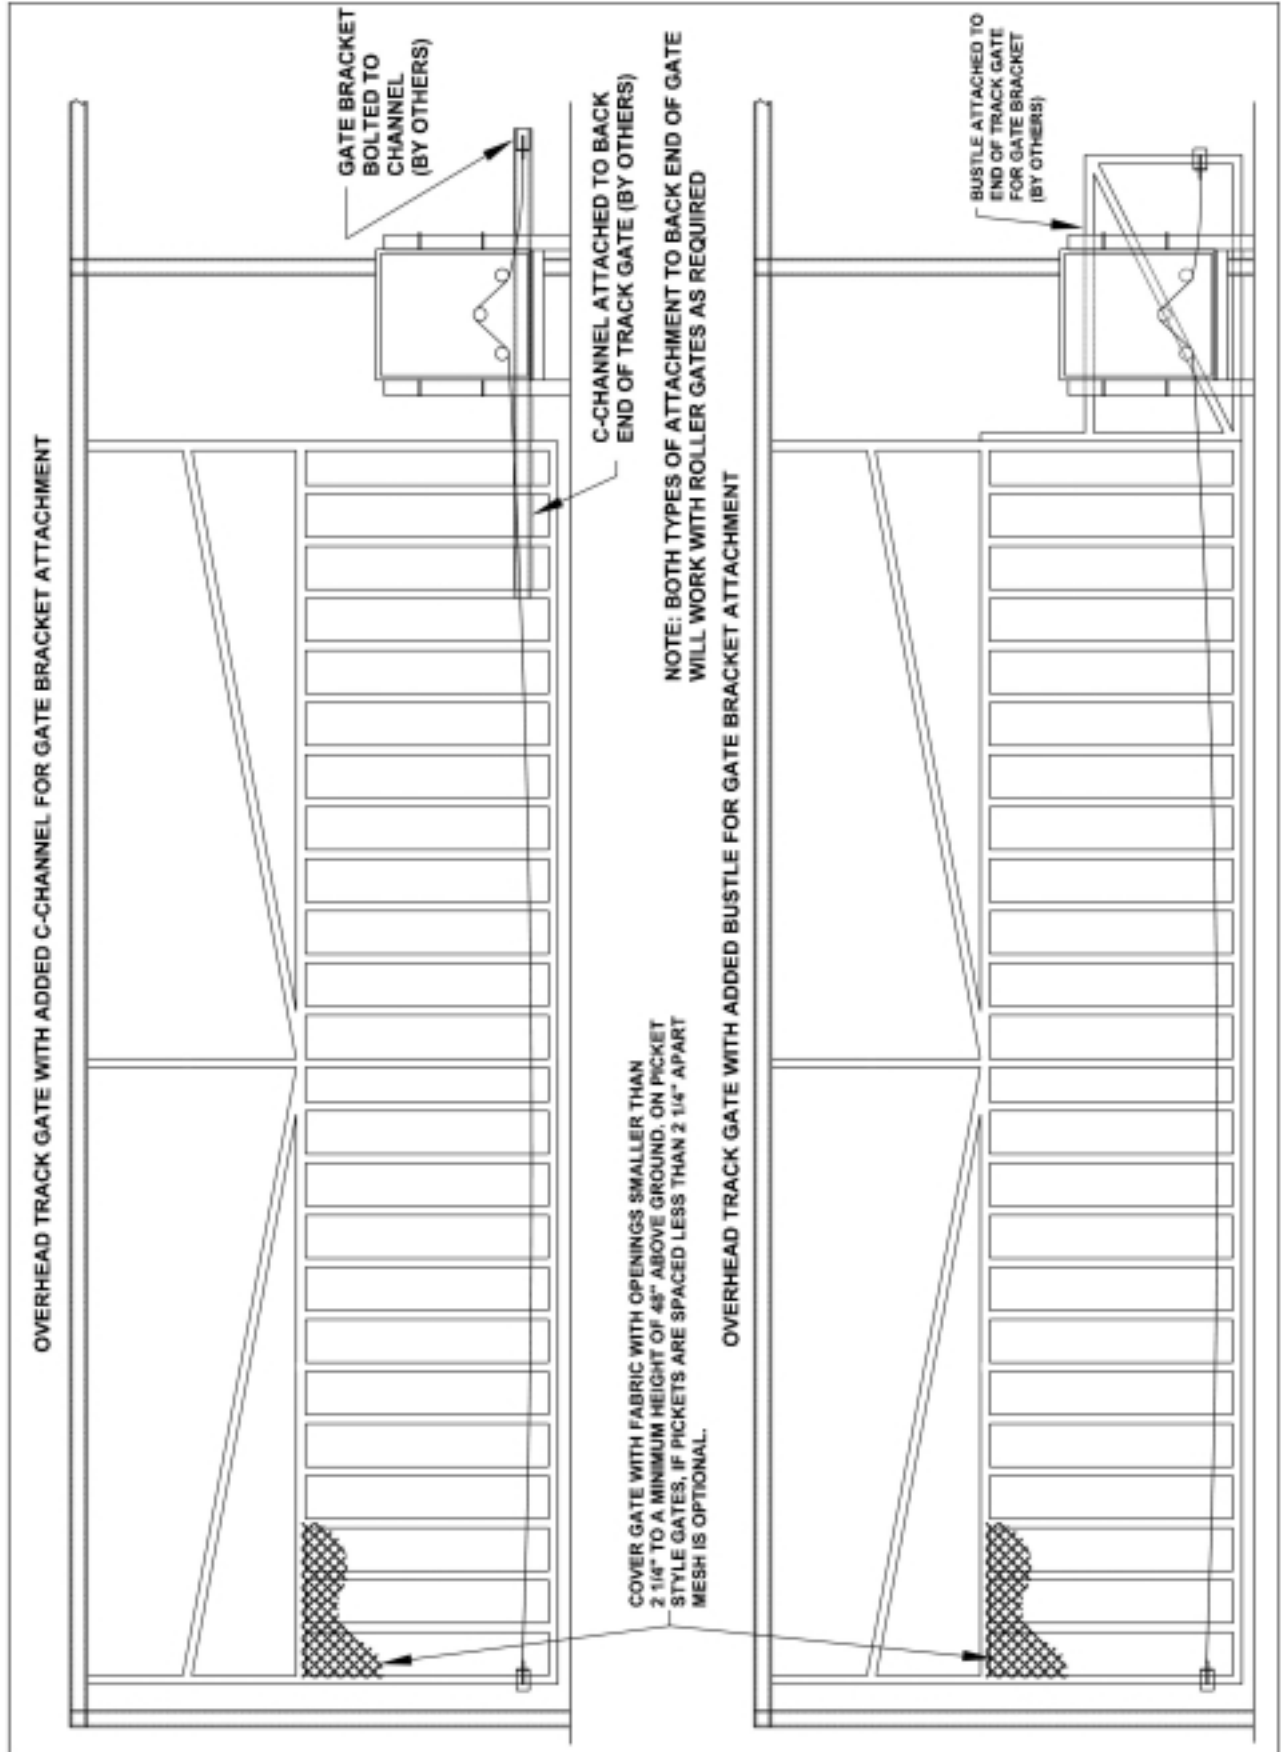 OVERHEAD TRACK GATE WITH ADDED C-CHANNEL FOR GATE BRACKET ATTACHMENT
GATE BRACKET
BOLTED TO
CHANNEL
(BY OTHERS)
C-CHANNEL ATTACHED TO BACK
END OF TRACK GATE (BY OTHERS)
NOTE: BOTH TYPES OF ATTACHMENT TO BACK END OF GATE
WILL WORK WITH ROLLER GATES AS REQUIRED
COVER GATE WITH FABRIC WITH OPENINGS SMALLER THAN
2 1/4" TO A MINIMUM HEIGHT OF 48" ABOVE GROUND. ON PICKET
STYLE GATES, IF PICKETS ARE SPACED LESS THAN 2 1/4" APART
MESH IS OPTIONAL.
OVERHEAD TRACK GATE WITH ADDED BUSTLE FOR GATE BRACKET ATTACHMENT
BUSTLE ATTACHED TO
END OF TRACK GATE
FOR GATE BRACKET
(BY OTHERS)